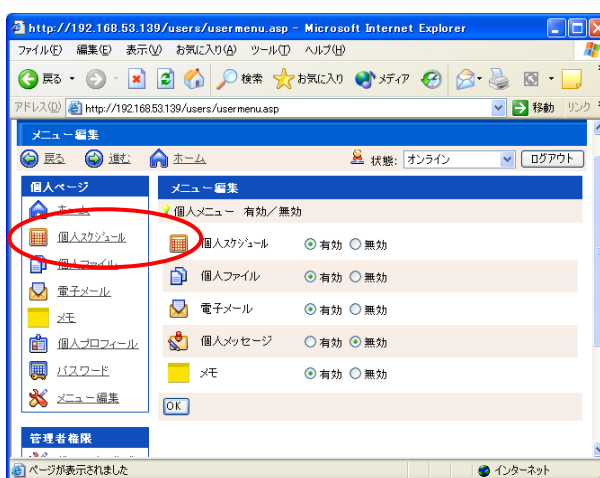 http://192.168.53.139/users/usermenu.asp - Microsoft Internet Explorer
ファイル(F) 編集(E) 表示(V) お気に入り(A) ツール(T) ヘルプ(H)
戻る 検索 お気に入り メディア
アドレス(D) http://192.168.53.139/users/usermenu.asp 移動 リンク
メニュー編集
戻る 進む ホーム 状態: オンライン ログアウト
個人ページ
ホーム
個人スケジュール
個人ファイル
電子メール
メモ
個人プロフィール
パスワード
メニュー編集
管理者権限
メニュー編集
個人メニュー 有効/無効
個人スケジュール 有効 無効
個人ファイル 有効 無効
電子メール 有効 無効
個人メッセージ 有効 無効
メモ 有効 無効
OK
ページが表示されました インターネット